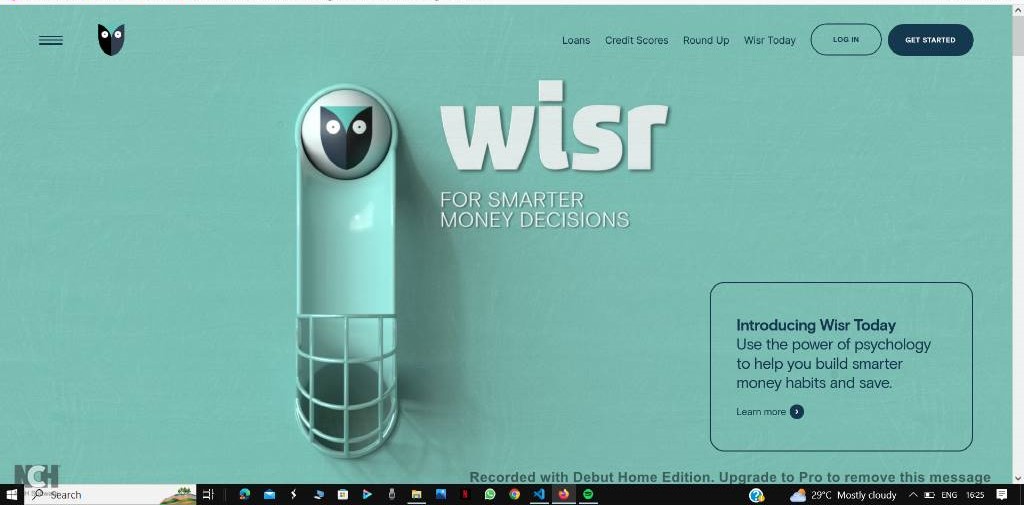 Loans Credit Scores Round Up Wisr Today LOG IN GET STARTED
wisr
FOR SMARTER
MONEY DECISIONS
Introducing Wisr Today
Use the power of psychology
to help you build smarter
money habits and save.
Learn more
NCH
Recorded with Debut Home Edition. Upgrade to Pro to remove this message
Search
29°C Mostly cloudy ENG 16:25